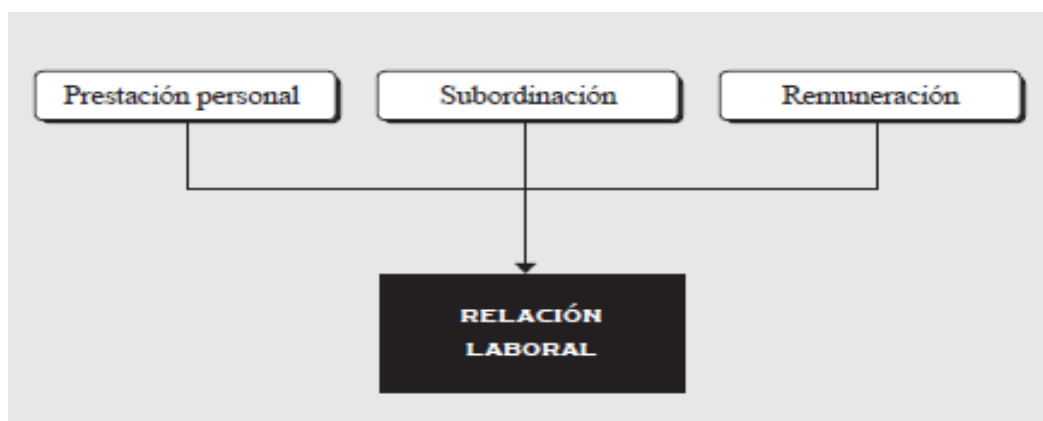 Prestación personal
Subordinación
Remuneración
RELACIÓN
LABORAL